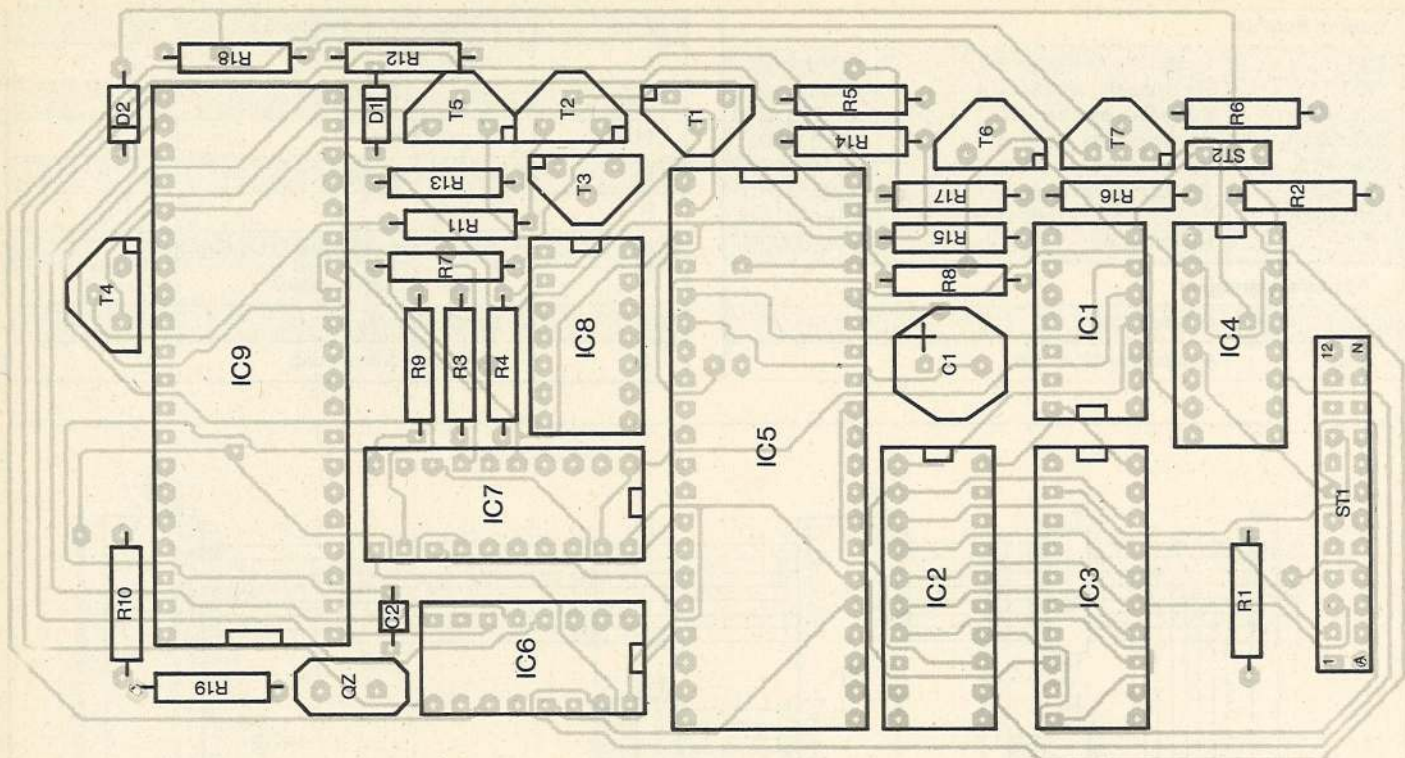 R18
R12
D2
D1
T5
T2
T1
R5
R14
T6
T7
R6
ST2
R13
T3
R17
R16
R2
R11
R15
R7
R8
T4
IC9
R9
R3
R4
IC8
C1
IC1
IC4
12 N
IC5
ST1
IC7
R10
C2
IC6
IC2
IC3
R1
1 A
R19
QZ